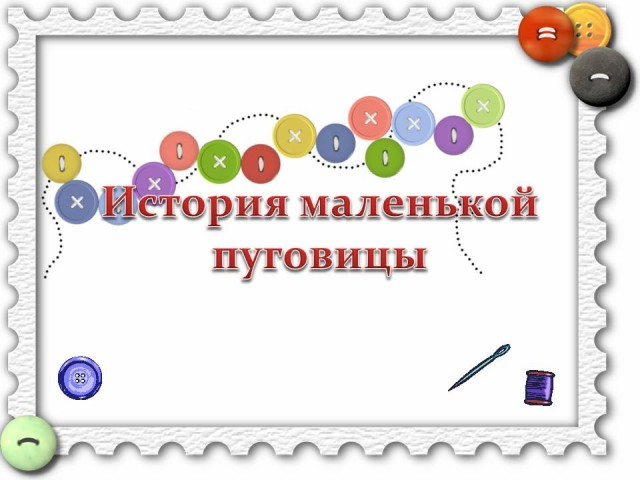 История маленькой
пуговицы